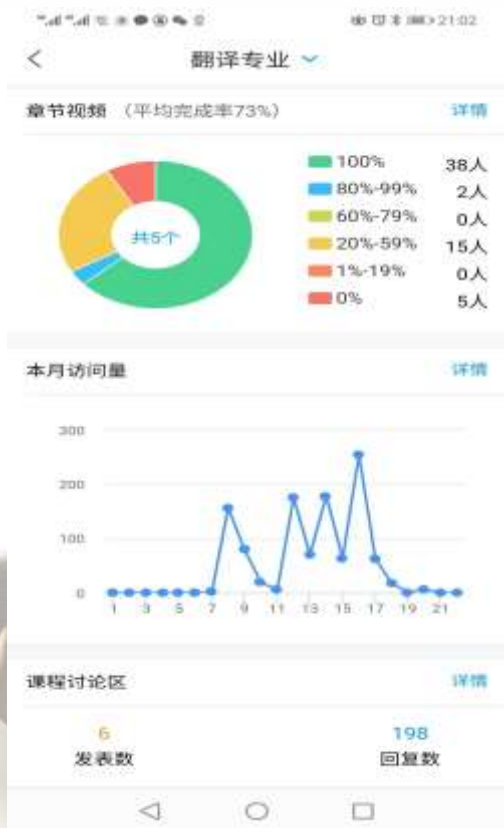 21:02
翻译专业
章节视频 （平均完成率73%） 详情
共5个
100% 38人
80%-99% 2人
60%-79% 0人
20%-59% 15人
1%-19% 0人
0% 5人
本月访问量 详情
300
200
100
0
1 3 5 7 9 11 13 15 17 19 21
课程讨论区 详情
6 198
发表数 回复数